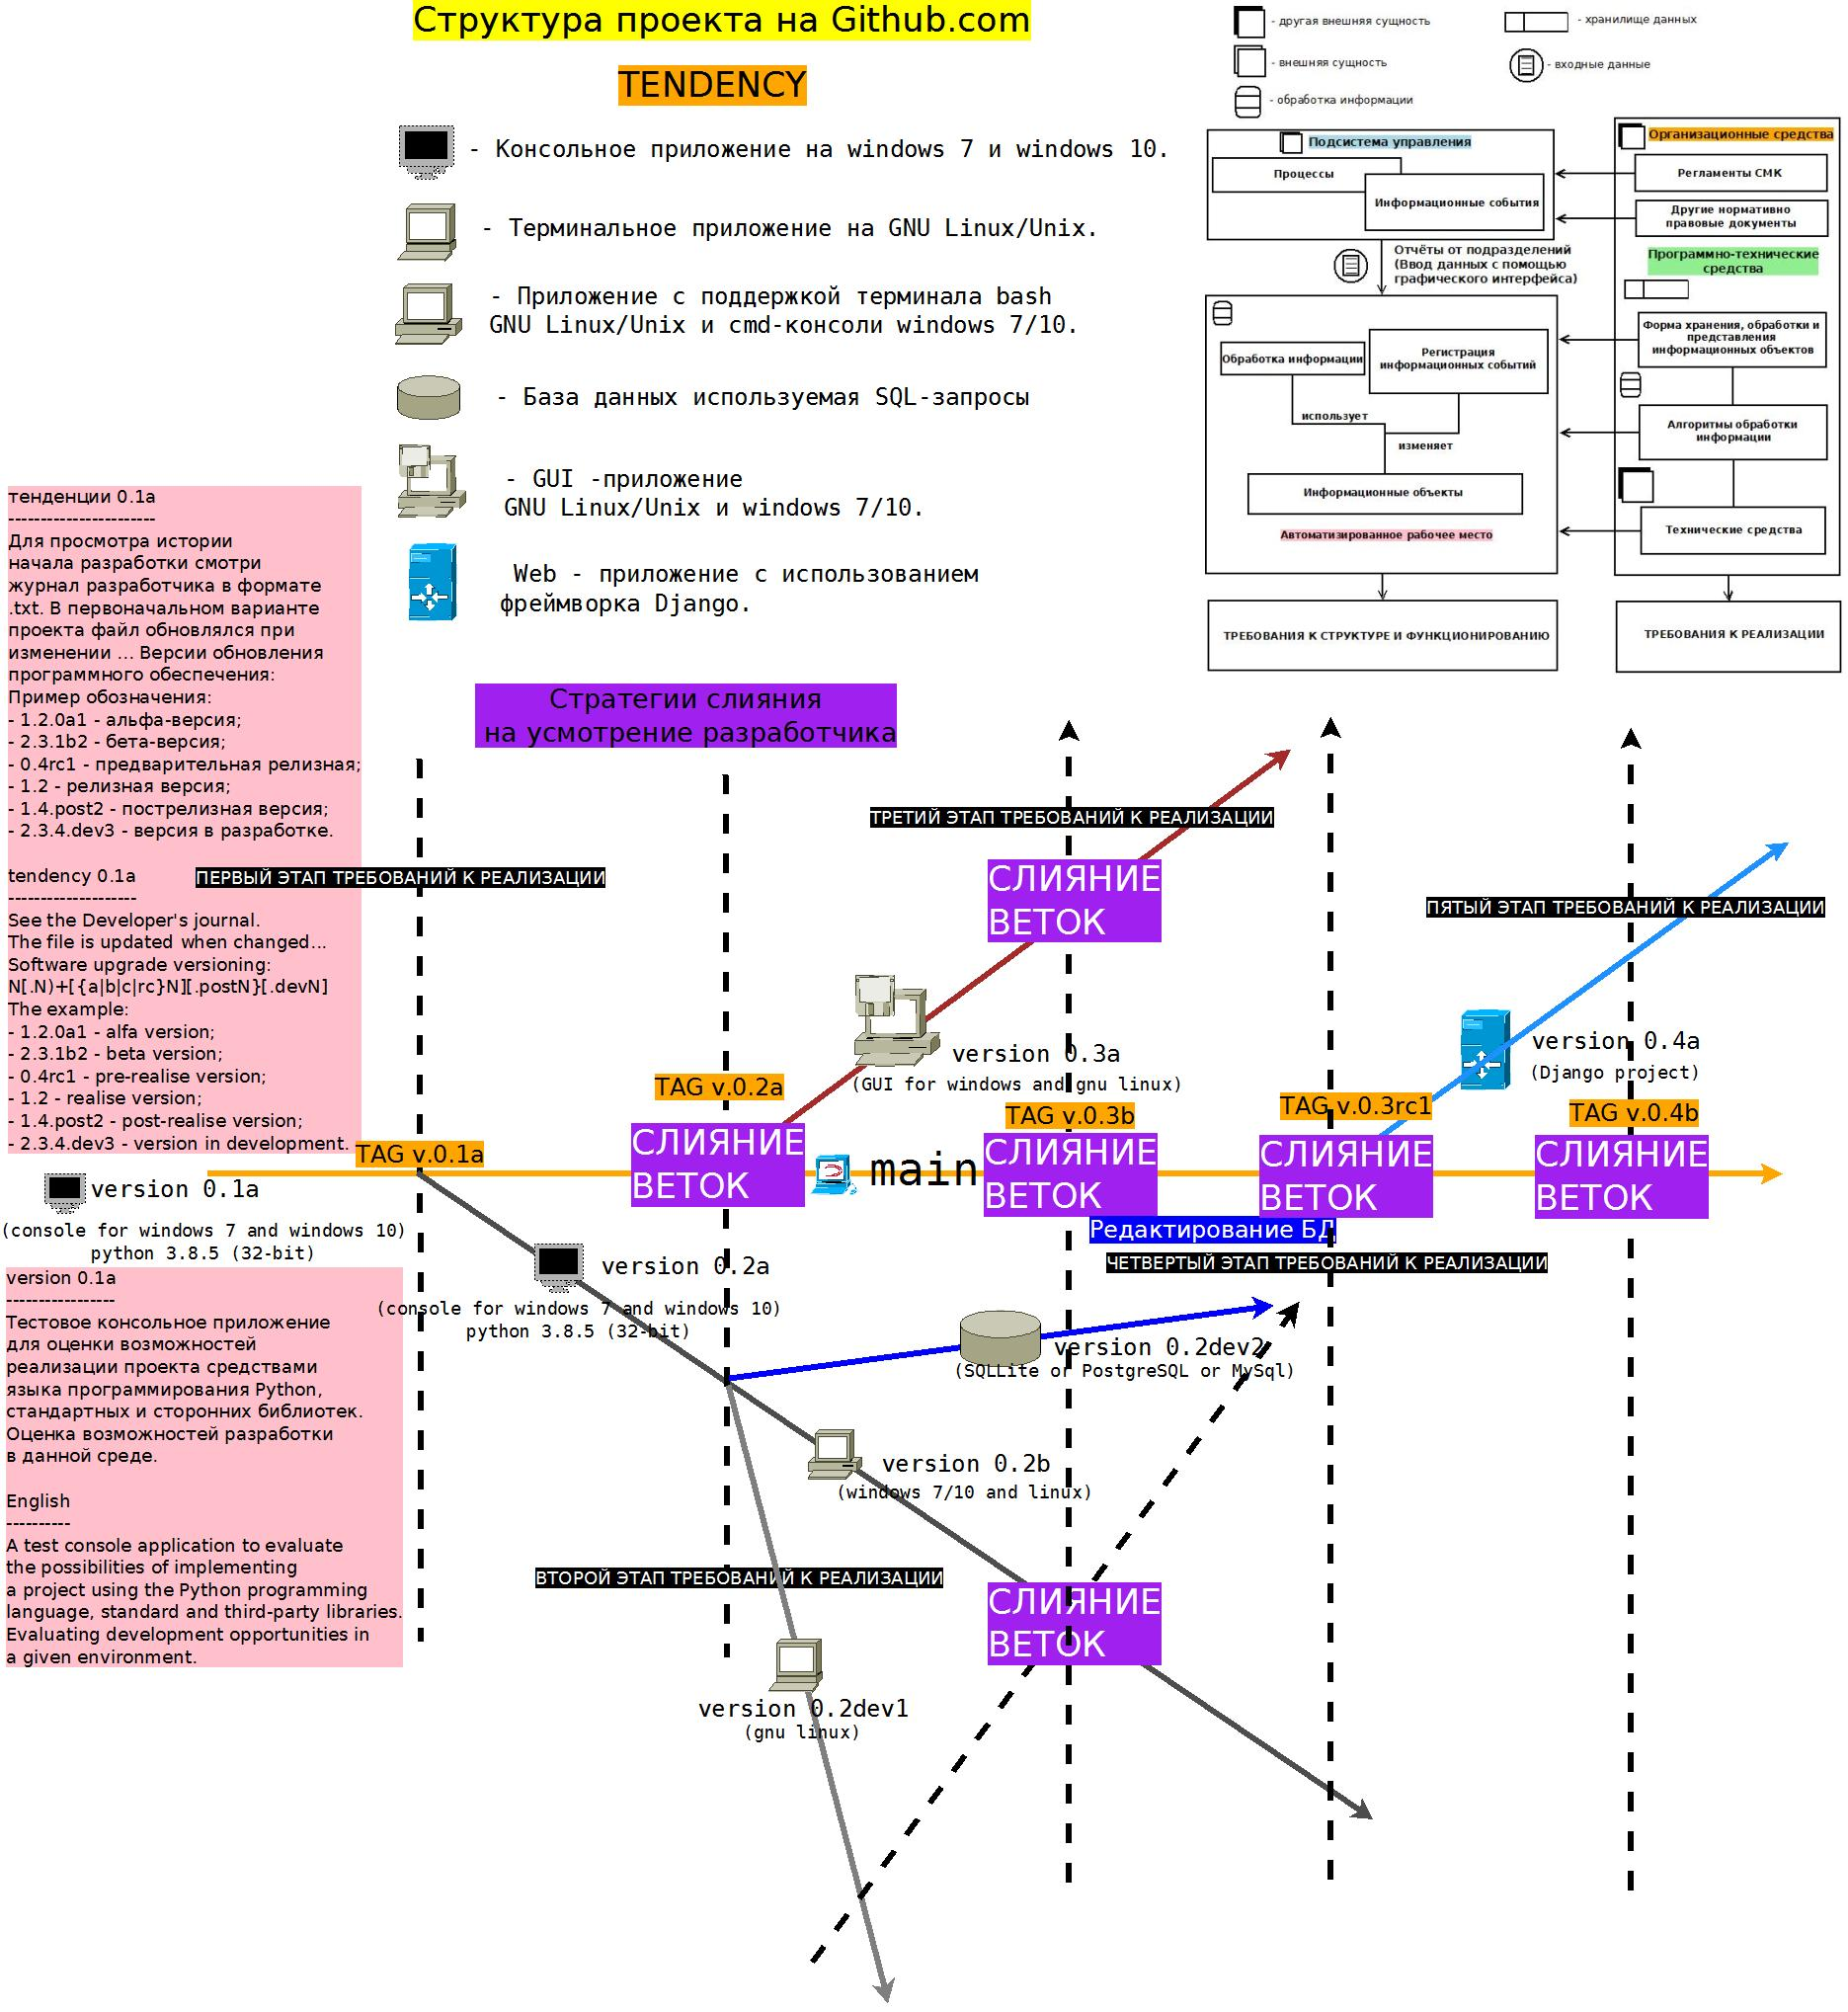 Структура проекта на Github.com
TENDENCY
- Консольное приложение на windows 7 и windows 10.
- Терминальное приложение на GNU Linux/Unix.
- Приложение с поддержкой терминала bash
GNU Linux/Unix и cmd-консоли windows 7/10.
- База данных используемая SQL-запросы
- GUI -приложение
GNU Linux/Unix и windows 7/10.
Web - приложение с использованием
фреймворка Django.
- другая внешняя сущность
- хранилище данных
- внешняя сущность
- входные данные
- обработка информации
Подсистема управления
Процессы
Информационные события
Организационные средства
Регламенты СМК
Другие нормативно
правовые документы
Отчёты от подразделений
(Ввод данных с помощью
графического интерфейса)
Программно-технические
средства
Обработка информации
Регистрация
информационных событий
использует
изменяет
Информационные объекты
Автоматизированное рабочее место
Форма хранения, обработки и
представления
информационных объектов
Алгоритмы обработки
информации
Технические средства
ТРЕБОВАНИЯ К СТРУКТУРЕ И ФУНКЦИОНИРОВАНИЮ
ТРЕБОВАНИЯ К РЕАЛИЗАЦИИ
тенденции 0.1a
-----------------------
Для просмотра истории
начала разработки смотри
журнал разработчика в формате
.txt. В первоначальном варианте
проекта файл обновлялся при
изменении ... Версии обновления
программного обеспечения:
Пример обозначения:
- 1.2.0a1 - альфа-версия;
- 2.3.1b2 - бета-версия;
- 0.4rc1 - предварительная релизная;
- 1.2 - релизная версия;
- 1.4.post2 - пострелизная версия;
- 2.3.4.dev3 - версия в разработке.
tendency 0.1a
--------------------
See the Developer's journal.
The file is updated when changed...
Software upgrade versioning:
N[.N)+[{a|b|c|rc}N][.postN}[.devN]
The example:
- 1.2.0a1 - alfa version;
- 2.3.1b2 - beta version;
- 0.4rc1 - pre-realise version;
- 1.2 - realise version;
- 1.4.post2 - post-realise version;
- 2.3.4.dev3 - version in development.
Стратегии слияния
на усмотрение разработчика
ТРЕТИЙ ЭТАП ТРЕБОВАНИЙ К РЕАЛИЗАЦИИ
ПЕРВЫЙ ЭТАП ТРЕБОВАНИЙ К РЕАЛИЗАЦИИ
СЛИЯНИЕ
ВЕТОК
ПЯТЫЙ ЭТАП ТРЕБОВАНИЙ К РЕАЛИЗАЦИИ
version 0.3a
(GUI for windows and gnu linux)
version 0.4a
(Django project)
TAG v.0.1a
TAG v.0.2a
TAG v.0.3b
TAG v.0.3rc1
TAG v.0.4b
СЛИЯНИЕ
ВЕТОК
main
СЛИЯНИЕ
ВЕТОК
СЛИЯНИЕ
ВЕТОК
СЛИЯНИЕ
ВЕТОК
version 0.1a
(console for windows 7 and windows 10)
python 3.8.5 (32-bit)
Редактирование БД
ЧЕТВЕРТЫЙ ЭТАП ТРЕБОВАНИЙ К РЕАЛИЗАЦИИ
version 0.2a
(console for windows 7 and windows 10)
python 3.8.5 (32-bit)
version 0.2dev2
(SQLLite or PostgreSQL or MySql)
version 0.1a
-----------------
Тестовое консольное приложение
для оценки возможностей
реализации проекта средствами
языка программирования Python,
стандартных и сторонних библиотек.
Оценка возможностей разработки
в данной среде.
English
----------
A test console application to evaluate
the possibilities of implementing
a project using the Python programming
language, standard and third-party libraries.
Evaluating development opportunities in
a given environment.
version 0.2b
(windows 7/10 and linux)
ВТОРОЙ ЭТАП ТРЕБОВАНИЙ К РЕАЛИЗАЦИИ
СЛИЯНИЕ
ВЕТОК
version 0.2dev1
(gnu linux)